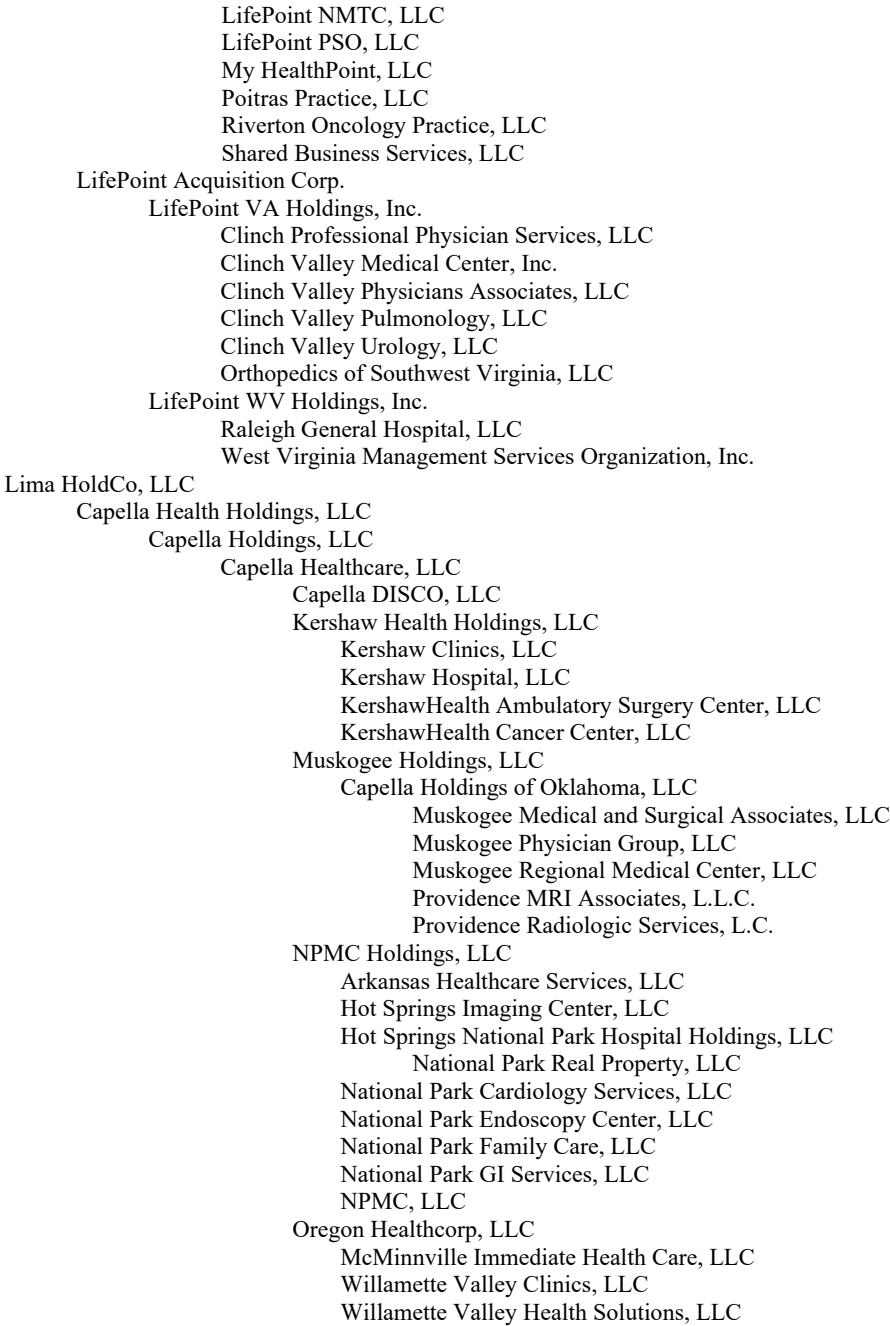 LifePoint NMTC, LLC
LifePoint PSO, LLC
My HealthPoint, LLC
Poitras Practice, LLC
Riverton Oncology Practice, LLC
Shared Business Services, LLC
LifePoint Acquisition Corp.
LifePoint VA Holdings, Inc.
Clinch Professional Physician Services, LLC
Clinch Valley Medical Center, Inc.
Clinch Valley Physicians Associates, LLC
Clinch Valley Pulmonology, LLC
Clinch Valley Urology, LLC
Orthopedics of Southwest Virginia, LLC
LifePoint WV Holdings, Inc.
Raleigh General Hospital, LLC
West Virginia Management Services Organization, Inc.
Lima HoldCo, LLC
Capella Health Holdings, LLC
Capella Holdings, LLC
Capella Healthcare, LLC
Capella DISCO, LLC
Kershaw Health Holdings, LLC
Kershaw Clinics, LLC
Kershaw Hospital, LLC
KershawHealth Ambulatory Surgery Center, LLC
KershawHealth Cancer Center, LLC
Muskogee Holdings, LLC
Capella Holdings of Oklahoma, LLC
Muskogee Medical and Surgical Associates, LLC
Muskogee Physician Group, LLC
Muskogee Regional Medical Center, LLC
Providence MRI Associates, L.L.C.
Providence Radiologic Services, L.C.
NPMC Holdings, LLC
Arkansas Healthcare Services, LLC
Hot Springs Imaging Center, LLC
Hot Springs National Park Hospital Holdings, LLC
National Park Real Property, LLC
National Park Cardiology Services, LLC
National Park Endoscopy Center, LLC
National Park Family Care, LLC
National Park GI Services, LLC
NPMC, LLC
Oregon Healthcorp, LLC
McMinnville Immediate Health Care, LLC
Willamette Valley Clinics, LLC
Willamette Valley Health Solutions, LLC